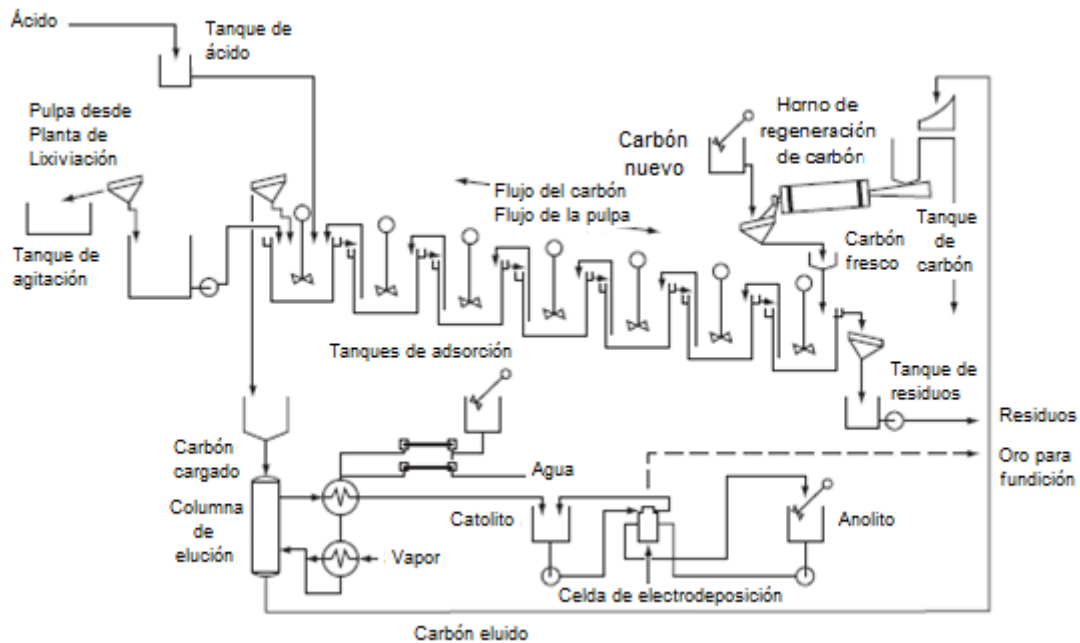 Ácido
Tanque de
ácido
Pulpa desde
Planta de
Lixiviación
Tanque de
agitación
Carbón
nuevo
Horno de
regeneración
de carbón
Flujo del carbón
Flujo de la pulpa
Carbón
fresco
Tanque
de
carbón
Tanques de adsorción
Tanque de
residuos
Residuos
Oro para
fundición
Carbón
cargado
Columna
de
elución
Agua
Vapor
Catolito
Anolito
Celda de electrodeposición
Carbón eluido